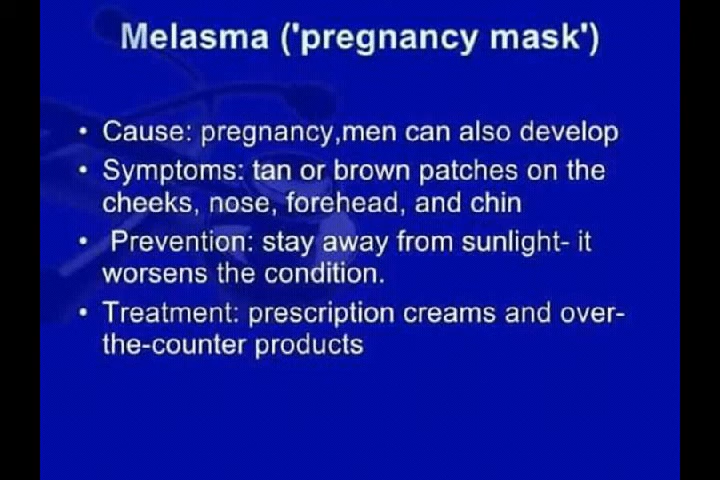 Melasma ('pregnancy mask')
• Cause: pregnancy,men can also develop
• Symptoms: tan or brown patches on the
cheeks, nose, forehead, and chin
• Prevention: stay away from sunlight- it
worsens the condition.
• Treatment: prescription creams and over-
the-counter products